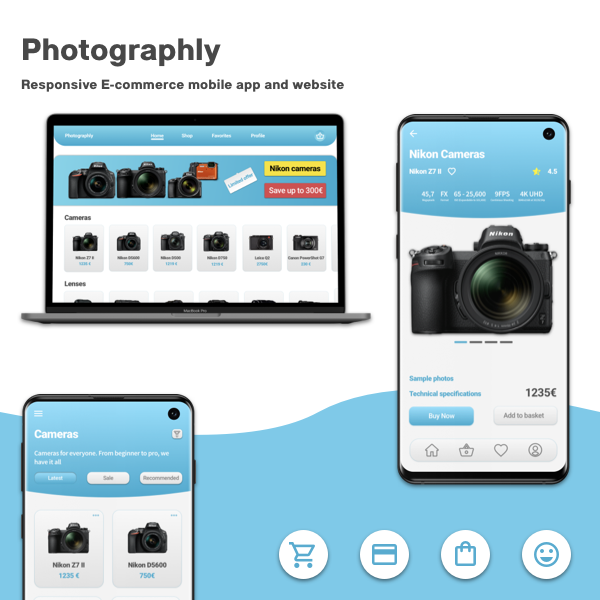 Photographly
Responsive E-commerce mobile app and website
Photographly Home Shop Favorites Profile
Limited offer
Nikon cameras
Save up to 300€
Cameras
Nikon Z7 II Nikon D5600 Nikon D500 Nikon D750 Leica Q2 Canon PowerShot G7
1235 € 750€ 1219 €
Lenses
MacBook Pro
Nikon Cameras
Nikon Z7 II 4.5
45,7 FX 65 - 25,600 9FPS 4K UHD
Nikon
Sample photos
Technical specifications 1235€
Buy Now Add to basket
Cameras
Cameras for everyone. From beginner to pro, we
have it all
Latest Sale Recommended
Nikon Z7 II Nikon D5600
1235 € 750€